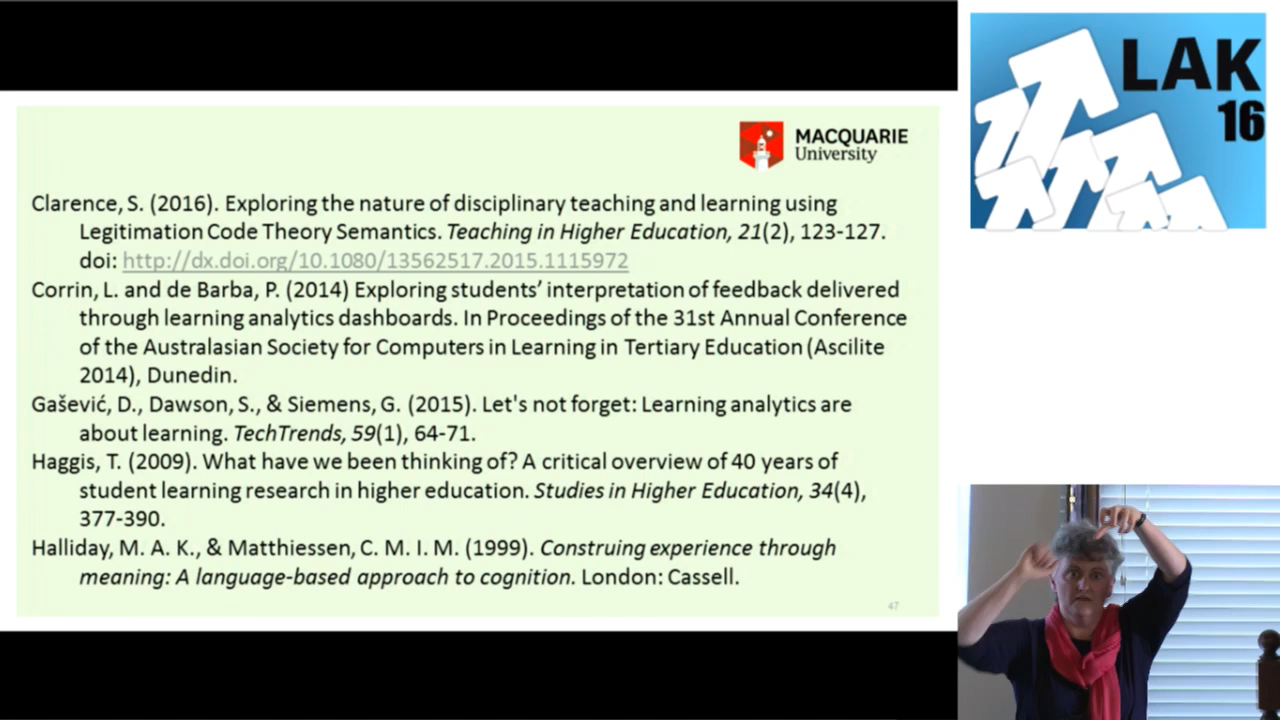 LAK
16
MACQUARIE
University
Clarence, S. (2016). Exploring the nature of disciplinary teaching and learning using
Legitimation Code Theory Semantics. Teaching in Higher Education, 21(2), 123-127.
doi: http://dx.doi.org/10.1080/13562517.2015.1115972
Corrin, L. and de Barba, P. (2014) Exploring students’ interpretation of feedback delivered
through learning analytics dashboards. In Proceedings of the 31st Annual Conference
of the Australasian Society for Computers in Learning in Tertiary Education (Ascilite
2014), Dunedin.
Gašević, D., Dawson, S., & Siemens, G. (2015). Let's not forget: Learning analytics are
about learning. TechTrends, 59(1), 64-71.
Haggis, T. (2009). What have we been thinking of? A critical overview of 40 years of
student learning research in higher education. Studies in Higher Education, 34(4),
377-390.
Halliday, M. A. K., & Matthiessen, C. M. I. M. (1999). Construing experience through
meaning: A language-based approach to cognition. London: Cassell.
47